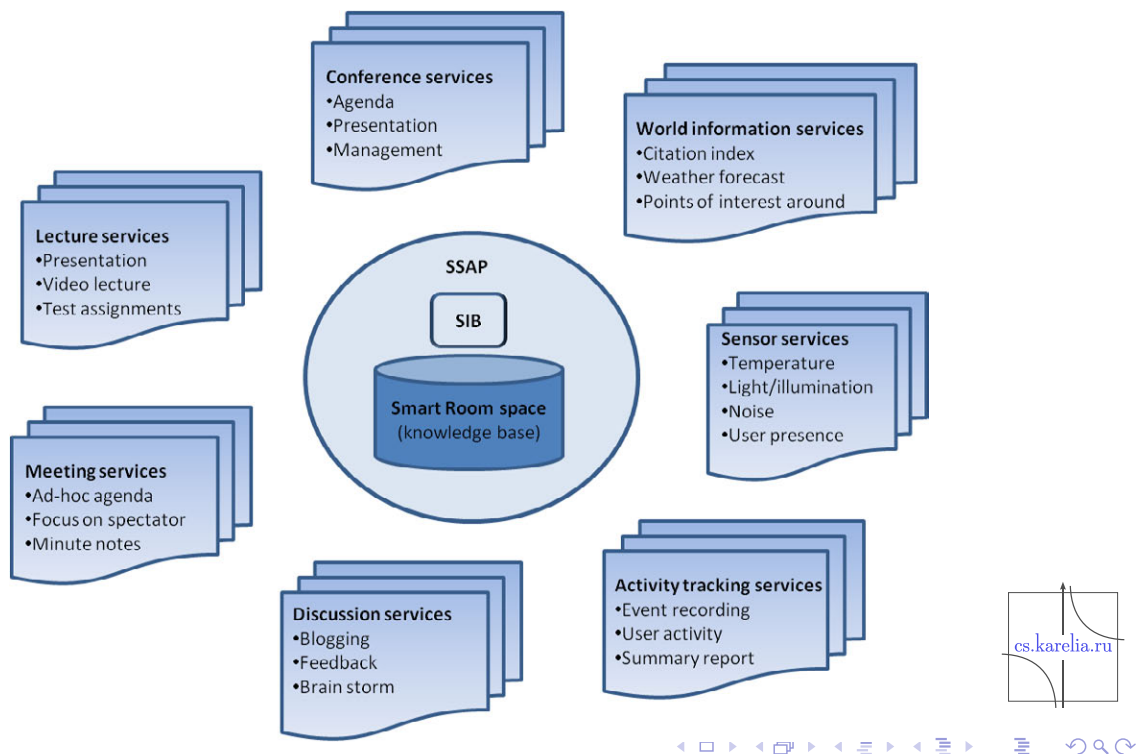 Conference services
•Agenda
•Presentation
•Management
World information services
•Citation index
•Weather forecast
•Points of interest around
Lecture services
•Presentation
•Video lecture
•Test assignments
SSAP
SIB
Smart Room space
(knowledge base)
Sensor services
•Temperature
•Light/illumination
•Noise
•User presence
Meeting services
•Ad-hoc agenda
•Focus on spectator
•Minute notes
Discussion services
•Blogging
•Feedback
•Brain storm
Activity tracking services
•Event recording
•User activity
•Summary report
cs.karelia.ru